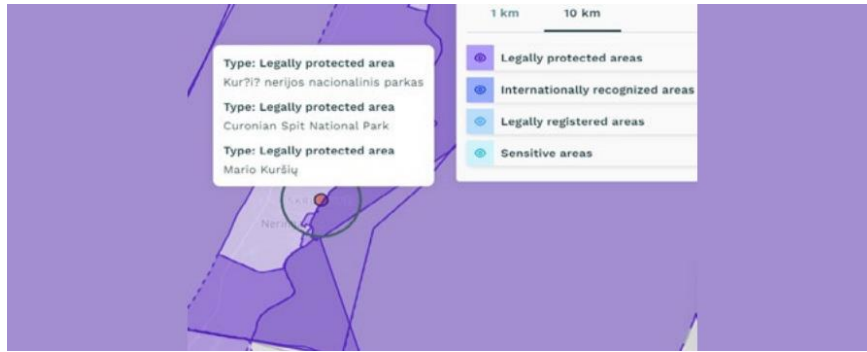 1 km 10 km
Type: Legally protected area
Kur?i? nerijos nacionalinis parkas
Type: Legally protected area
Curonian Spit National Park
Type: Legally protected area
Mario Kuršių
Legally protected areas
Internationally recognized areas
Legally registered areas
Sensitive areas